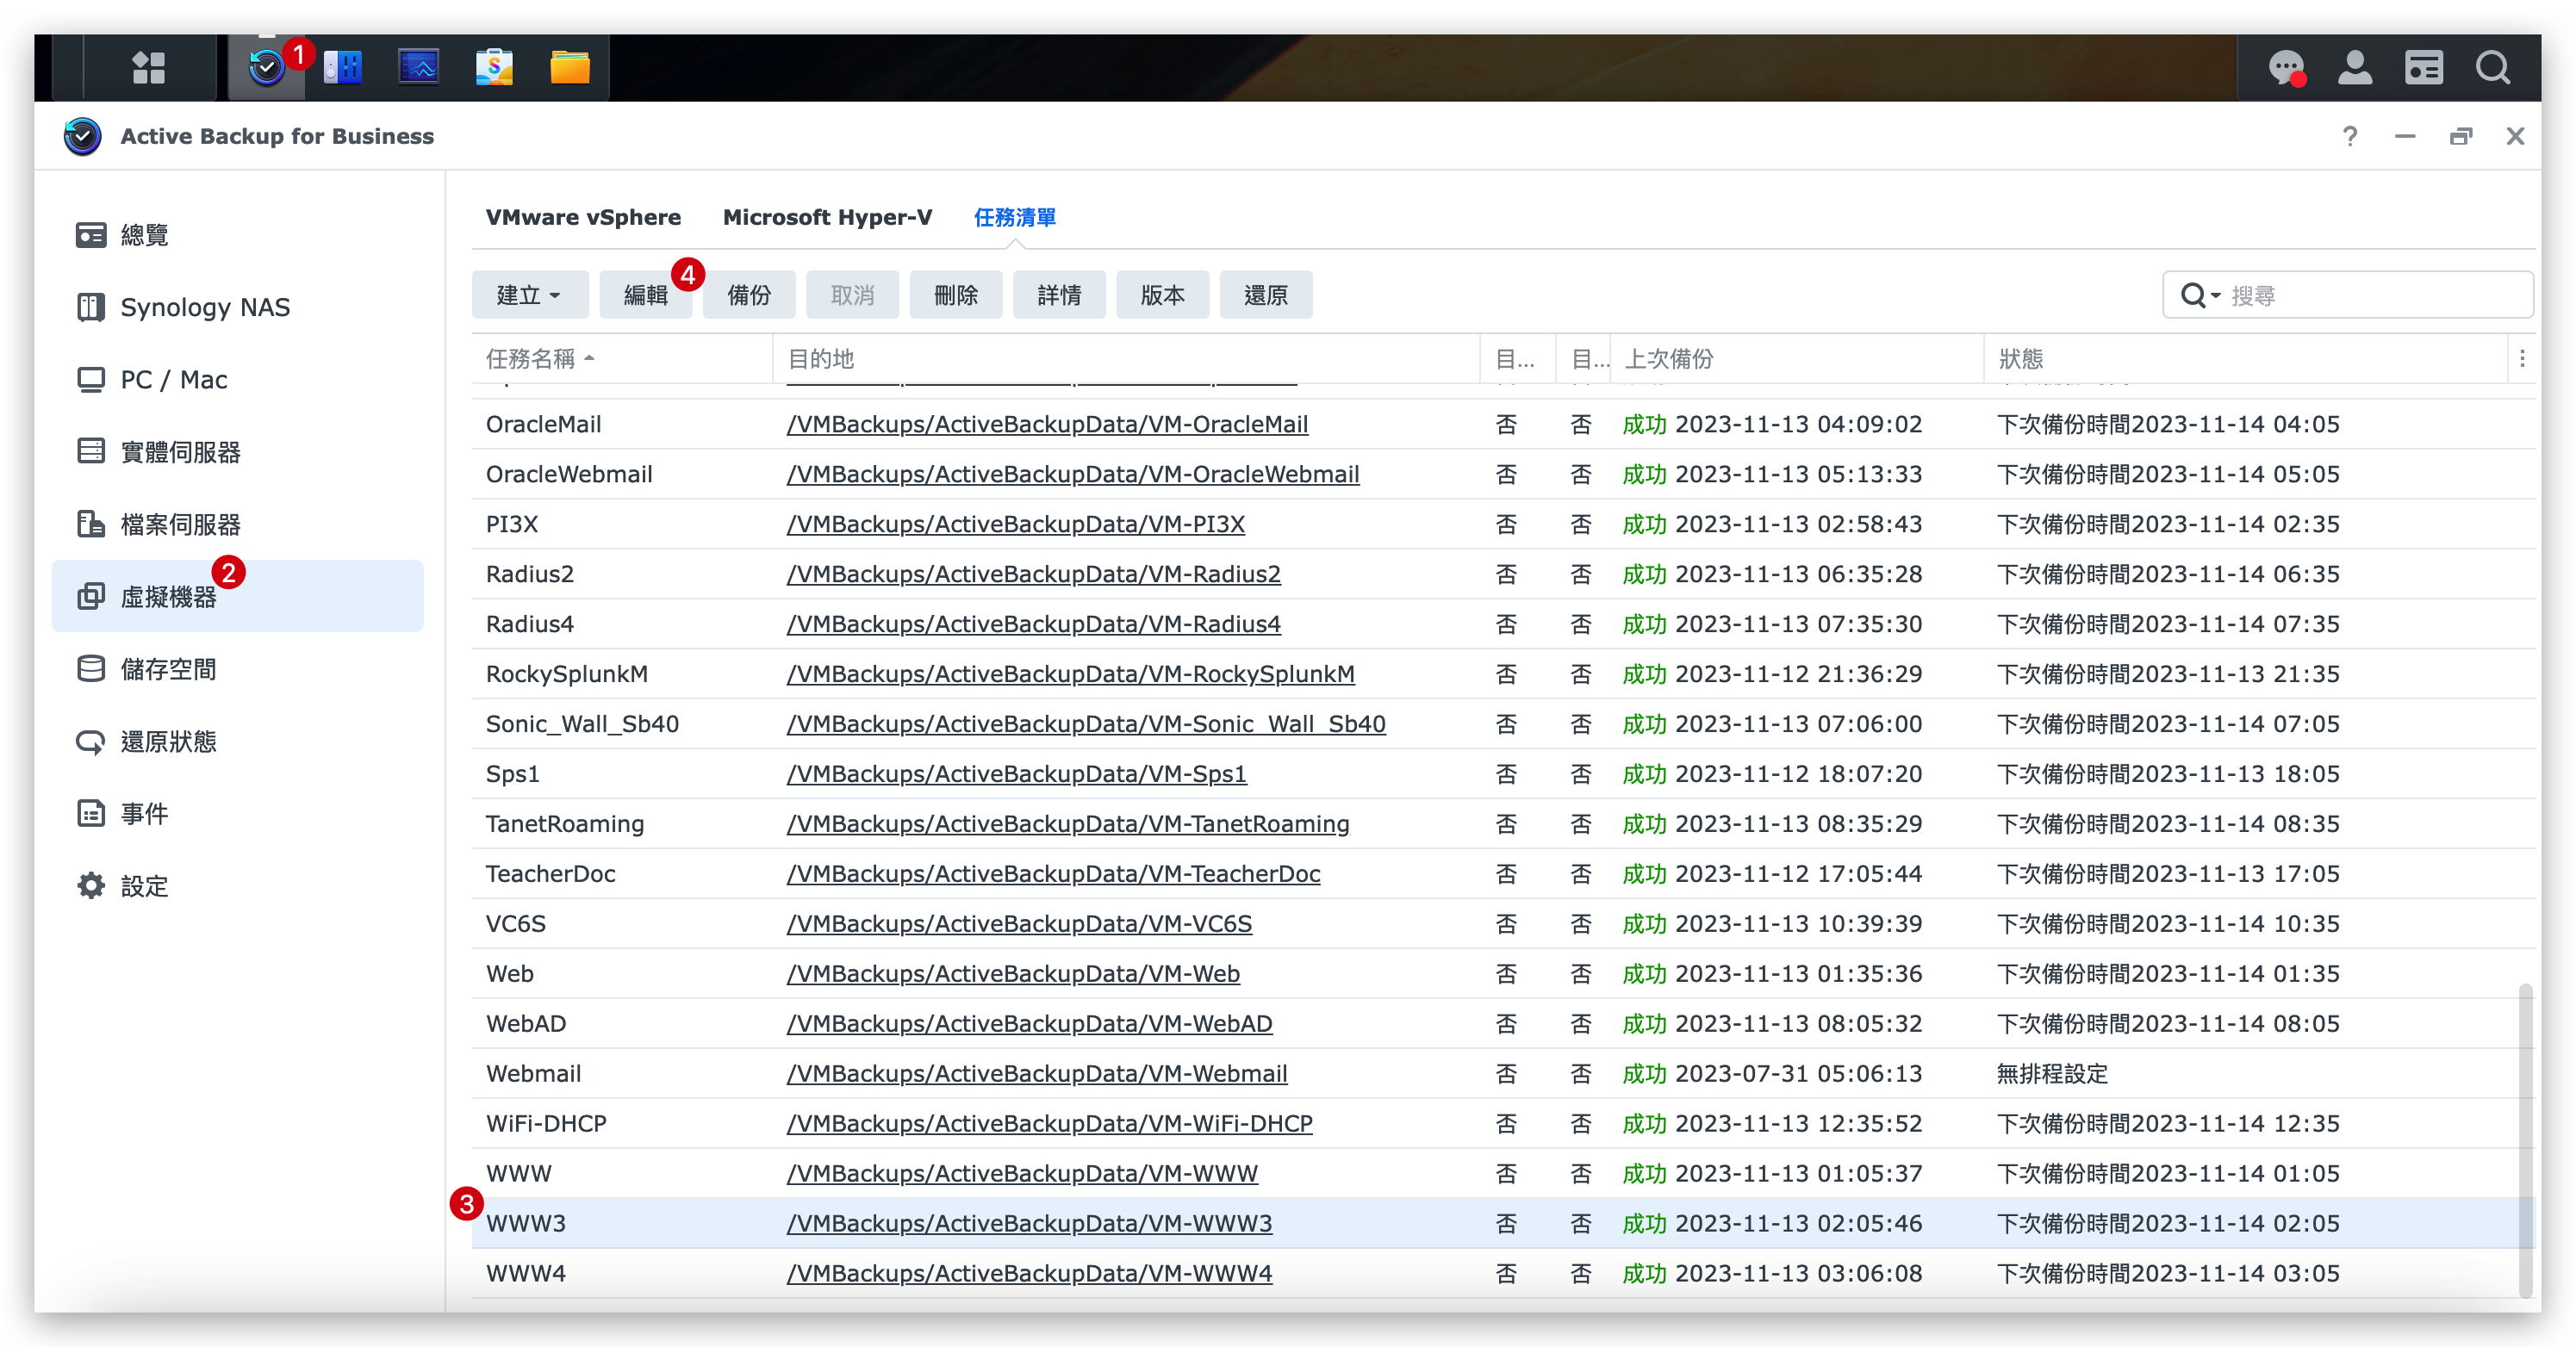 1
Active Backup for Business
總覽
Synology NAS
PC / Mac
實體伺服器
檔案伺服器
虛擬機器 2
儲存空間
還原狀態
事件
設定
VMware vSphere Microsoft Hyper-V 任務清單
建立 編輯 4 備份 取消 刪除 詳情 版本 還原 搜尋
任務名稱 目的地 目... 目... 上次備份 狀態
OracleMail /VMBackups/ActiveBackupData/VM-OracleMail 否 否 成功 2023-11-13 04:09:02 下次備份時間2023-11-14 04:05
OracleWebmail /VMBackups/ActiveBackupData/VM-OracleWebmail 否 否 成功 2023-11-13 05:13:33 下次備份時間2023-11-14 05:05
PI3X /VMBackups/ActiveBackupData/VM-PI3X 否 否 成功 2023-11-13 02:58:43 下次備份時間2023-11-14 02:35
Radius2 /VMBackups/ActiveBackupData/VM-Radius2 否 否 成功 2023-11-13 06:35:28 下次備份時間2023-11-14 06:35
Radius4 /VMBackups/ActiveBackupData/VM-Radius4 否 否 成功 2023-11-13 07:35:30 下次備份時間2023-11-14 07:35
RockySplunkM /VMBackups/ActiveBackupData/VM-RockySplunkM 否 否 成功 2023-11-12 21:36:29 下次備份時間2023-11-13 21:35
Sonic_Wall_Sb40 /VMBackups/ActiveBackupData/VM-Sonic_Wall_Sb40 否 否 成功 2023-11-13 07:06:00 下次備份時間2023-11-14 07:05
Sps1 /VMBackups/ActiveBackupData/VM-Sps1 否 否 成功 2023-11-12 18:07:20 下次備份時間2023-11-13 18:05
TanetRoaming /VMBackups/ActiveBackupData/VM-TanetRoaming 否 否 成功 2023-11-13 08:35:29 下次備份時間2023-11-14 08:35
TeacherDoc /VMBackups/ActiveBackupData/VM-TeacherDoc 否 否 成功 2023-11-12 17:05:44 下次備份時間2023-11-13 17:05
VC6S /VMBackups/ActiveBackupData/VM-VC6S 否 否 成功 2023-11-13 10:39:39 下次備份時間2023-11-14 10:35
Web /VMBackups/ActiveBackupData/VM-Web 否 否 成功 2023-11-13 01:35:36 下次備份時間2023-11-14 01:35
WebAD /VMBackups/ActiveBackupData/VM-WebAD 否 否 成功 2023-11-13 08:05:32 下次備份時間2023-11-14 08:05
Webmail /VMBackups/ActiveBackupData/VM-Webmail 否 否 成功 2023-07-31 05:06:13 無排程設定
WiFi-DHCP /VMBackups/ActiveBackupData/VM-WiFi-DHCP 否 否 成功 2023-11-13 12:35:52 下次備份時間2023-11-14 12:35
WWW /VMBackups/ActiveBackupData/VM-WWW 否 否 成功 2023-11-13 01:05:37 下次備份時間2023-11-14 01:05
3 WWW3 /VMBackups/ActiveBackupData/VM-WWW3 否 否 成功 2023-11-13 02:05:46 下次備份時間2023-11-14 02:05
WWW4 /VMBackups/ActiveBackupData/VM-WWW4 否 否 成功 2023-11-13 03:06:08 下次備份時間2023-11-14 03:05